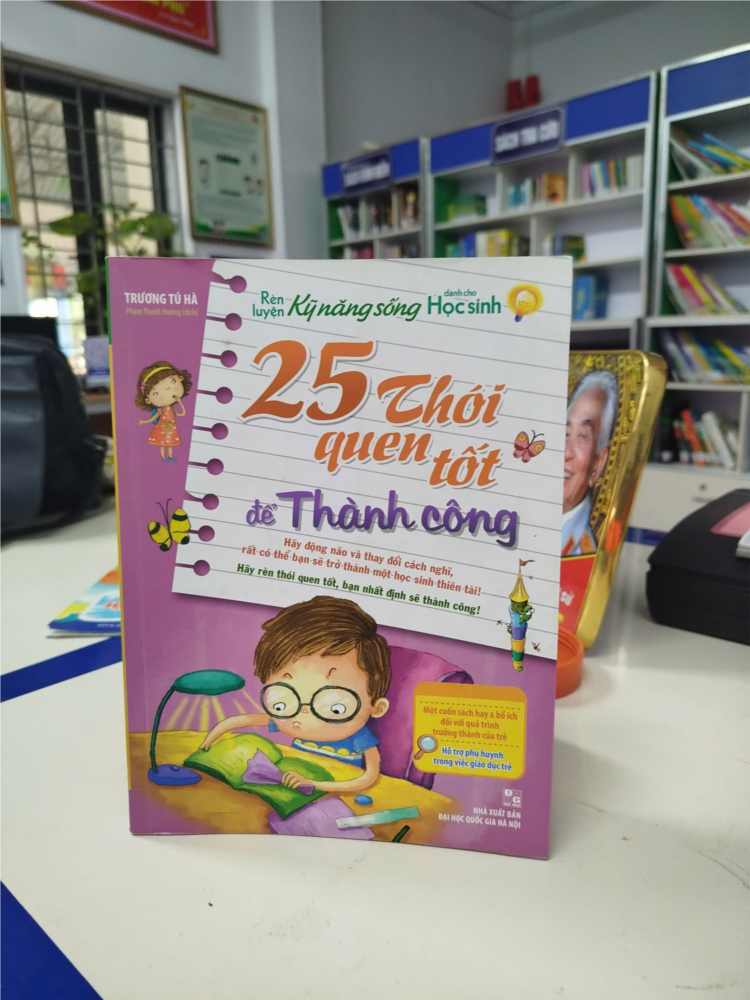 SÁCH TRA CỨU
TRƯƠNG TÚ HÀ
Phạm Thanh Hương (dịch)
Rèn luyện Kỹ năng sống dành cho Học sinh
25 Thói
quen tốt
để Thành công
Hãy động não và thay đổi cách nghĩ,
rất có thể bạn sẽ trở thành một học sinh thiên tài!
Hãy rèn thói quen tốt, bạn nhất định sẽ thành công!
Một cuốn sách hay & bổ ích
đối với quá trình
trưởng thành của trẻ
Hỗ trợ phụ huynh
trong việc giáo dục trẻ
NHÀ XUẤT BẢN
ĐẠI HỌC QUỐC GIA HÀ NỘI